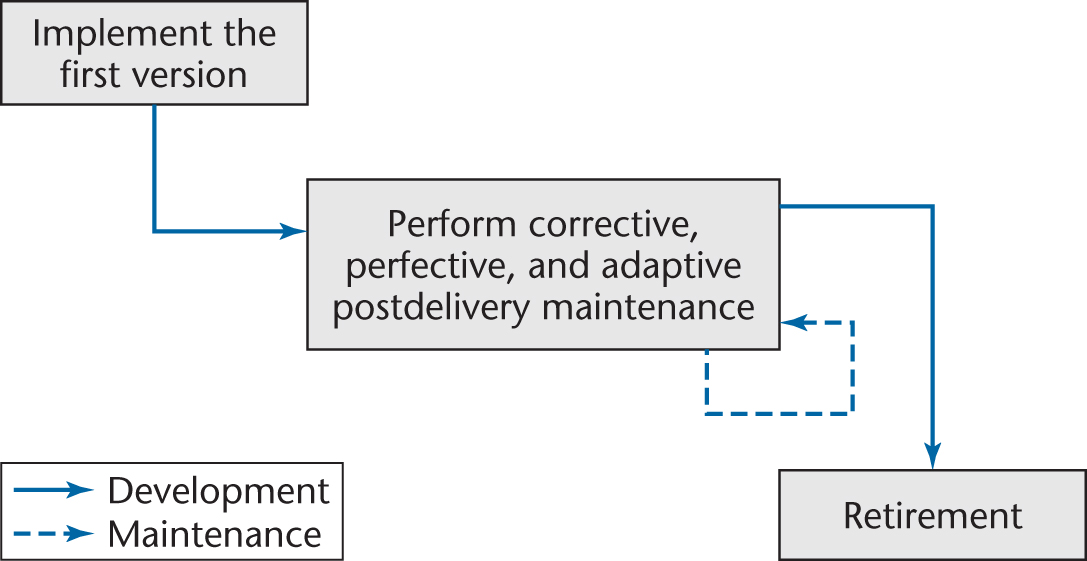 Implement the
first version
Perform corrective,
perfective, and adaptive
postdelivery maintenance
Development
Maintenance
Retirement